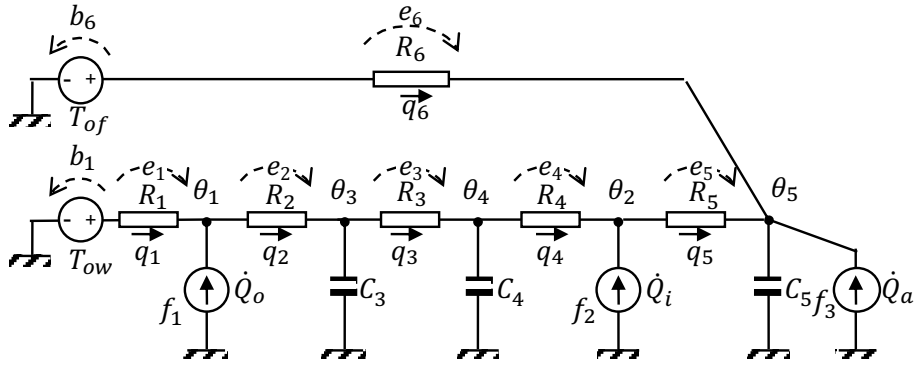 b₆ e₆
R₆
- +
T_of q₆
b₁ e₁ e₂ e₃ e₄ e₅
R₁ θ₁ R₂ θ₃ R₃ θ₄ R₄ θ₂ R₅ θ₅
- +
T_ow q₁ q₂ q₃ q₄ q₅
f₁ Q̇ₒ C₃ C₄ f₂ Q̇ᵢ C₅ f₃ Q̇ₐ